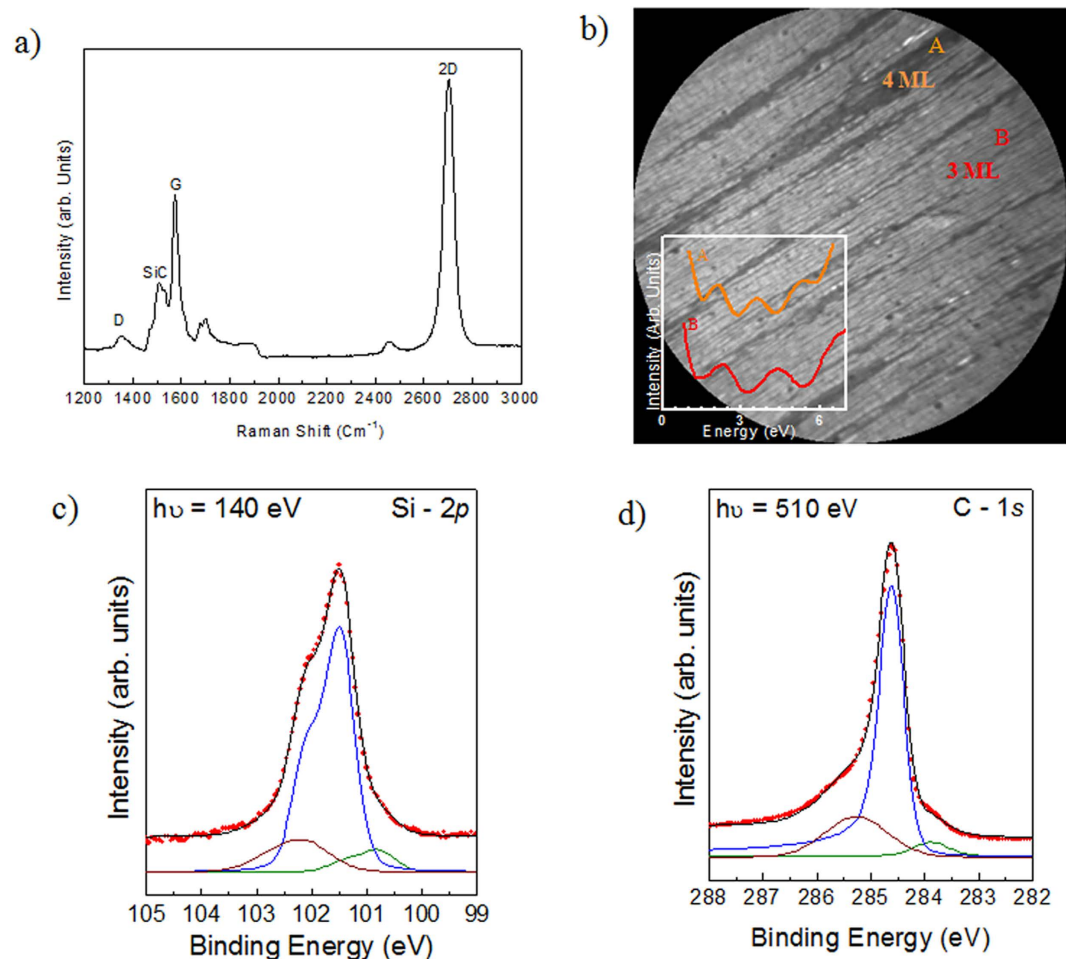 a)
2D
G
SiC
D
Intensity (arb. Units)
1200 1400 1600 1800 2000 2200 2400 2600 2800 3000
Raman Shift (Cm⁻¹)
b)
A
4 ML
B
3 ML
A
B
Intensity (Arb. Units)
0 3 6
Energy (eV)
c)
hυ = 140 eV Si - 2p
Intensity (arb. units)
105 104 103 102 101 100 99
Binding Energy (eV)
d)
hυ = 510 eV C - 1s
Intensity (arb. units)
288 287 286 285 284 283 282
Binding Energy (eV)